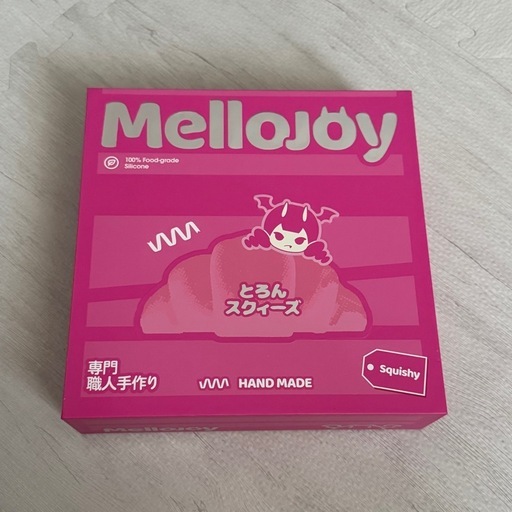 Mellojoy
100% Food-grade
Silicone
とろん
スクィーズ
専門
職人手作り
HAND MADE
Squishy
Mellojoy